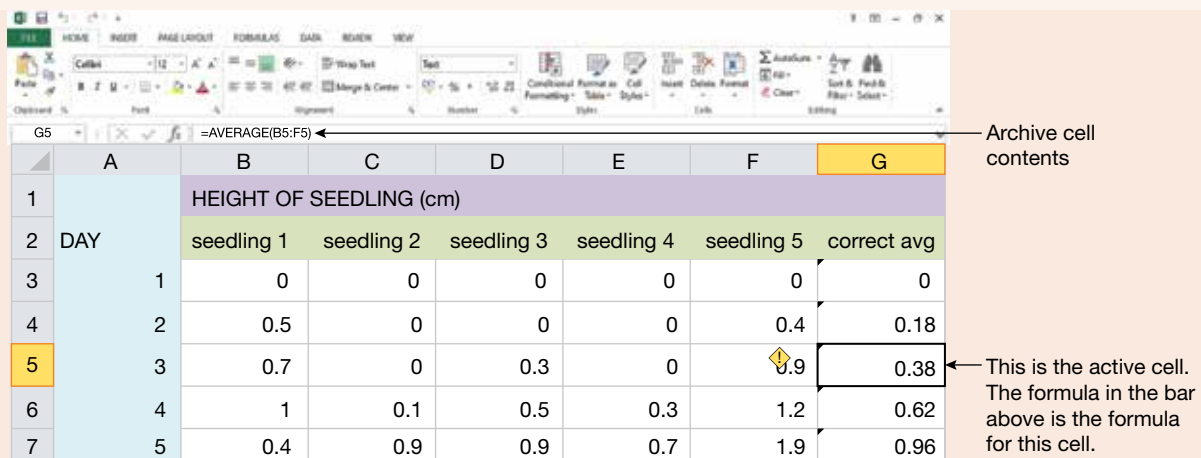 FILE HOME INSERT PAGE LAYOUT FORMULAS DATA REVIEW VIEW
Calibri 12 Wrap Text Text AutoSum
Paste B I U Merge & Center % Conditional Format as Cell Insert Delete Format Fill Sort & Find &
Formatting Table Styles Clear Filter Select
Clipboard Font Alignment Number Styles Cells Editing
G5 fx =AVERAGE(B5:F5)
Archive cell
contents
A B C D E F G
1 HEIGHT OF SEEDLING (cm)
2 DAY seedling 1 seedling 2 seedling 3 seedling 4 seedling 5 correct avg
3 1 0 0 0 0 0 0
4 2 0.5 0 0 0 0.4 0.18
5 3 0.7 0 0.3 0 0.9 0.38
6 4 1 0.1 0.5 0.3 1.2 0.62
7 5 0.4 0.9 0.9 0.7 1.9 0.96
This is the active cell.
The formula in the bar
above is the formula
for this cell.